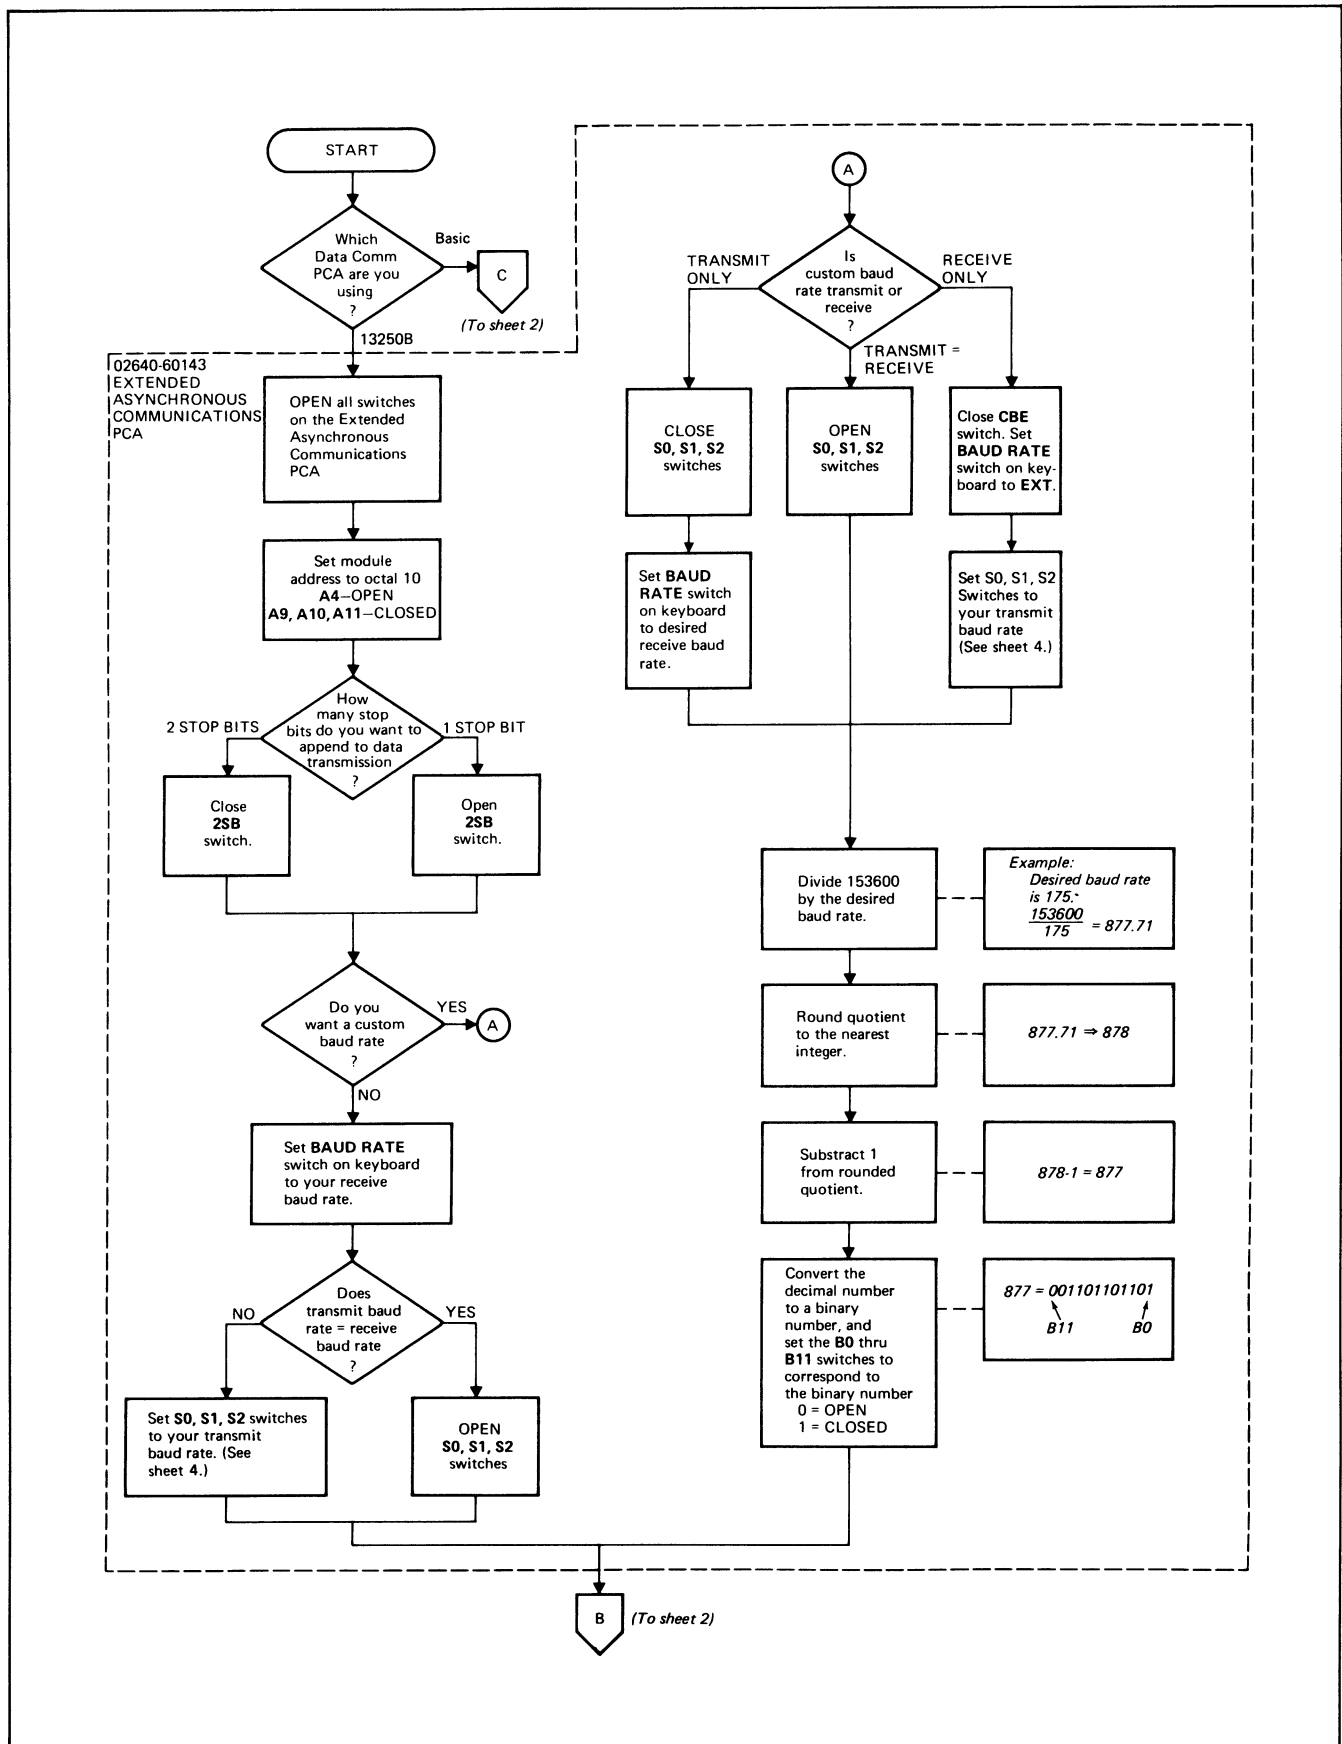 START
Which
Data Comm
PCA are you
using
?
Basic
C
(To sheet 2)
13250B
02640-60143
EXTENDED
ASYNCHRONOUS
COMMUNICATIONS
PCA
OPEN all switches
on the Extended
Asynchronous
Communications
PCA
Set module
address to octal 10
A4—OPEN
A9, A10, A11—CLOSED
How
many stop
bits do you want to
append to data
transmission
?
2 STOP BITS
1 STOP BIT
Close
2SB
switch.
Open
2SB
switch.
Do you
want a custom
baud rate
?
YES
A
NO
Set BAUD RATE
switch on keyboard
to your receive
baud rate.
Does
transmit baud
rate = receive
baud rate
?
NO
YES
Set S0, S1, S2 switches
to your transmit
baud rate. (See
sheet 4.)
OPEN
S0, S1, S2
switches
A
Is
custom baud
rate transmit or
receive
?
TRANSMIT
ONLY
RECEIVE
ONLY
TRANSMIT =
RECEIVE
CLOSE
S0, S1, S2
switches
OPEN
S0, S1, S2
switches
Close CBE
switch. Set
BAUD RATE
switch on key-
board to EXT.
Set BAUD
RATE switch
on keyboard
to desired
receive baud
rate.
Set S0, S1, S2
Switches to
your transmit
baud rate
(See sheet 4.)
Divide 153600
by the desired
baud rate.
Example:
Desired baud rate
is 175.
153600
175
= 877.71
Round quotient
to the nearest
integer.
877.71 ⇒ 878
Substract 1
from rounded
quotient.
878-1 = 877
Convert the
decimal number
to a binary
number, and
set the B0 thru
B11 switches to
correspond to
the binary number
0 = OPEN
1 = CLOSED
877 = 001101101101
B11 B0
B
(To sheet 2)